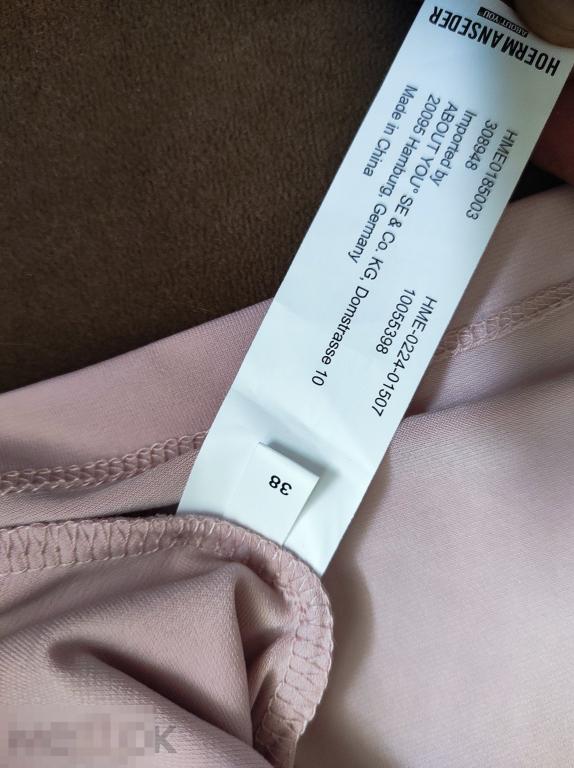 HOERMANSEDER
ABOUT YOU°
HME0185003
308948
Imported by
ABOUT YOU° SE & Co. KG, Domstrasse 10
20095 Hamburg, Germany
Made in China
HME-0224-01507
10055398
38